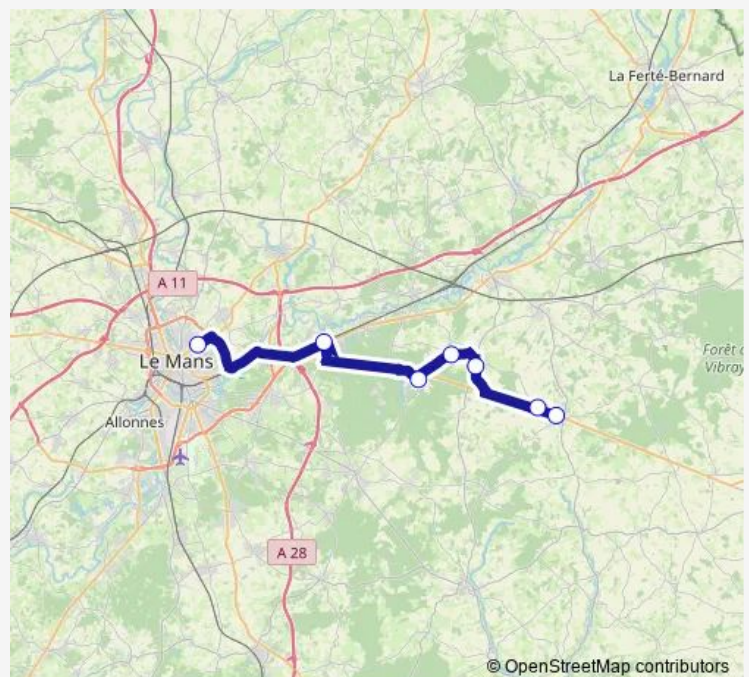 La Ferté-Bernard
A 11
Forêt d
Vibray
Le Mans
Allonnes
A 28
© OpenStreetMap contributors